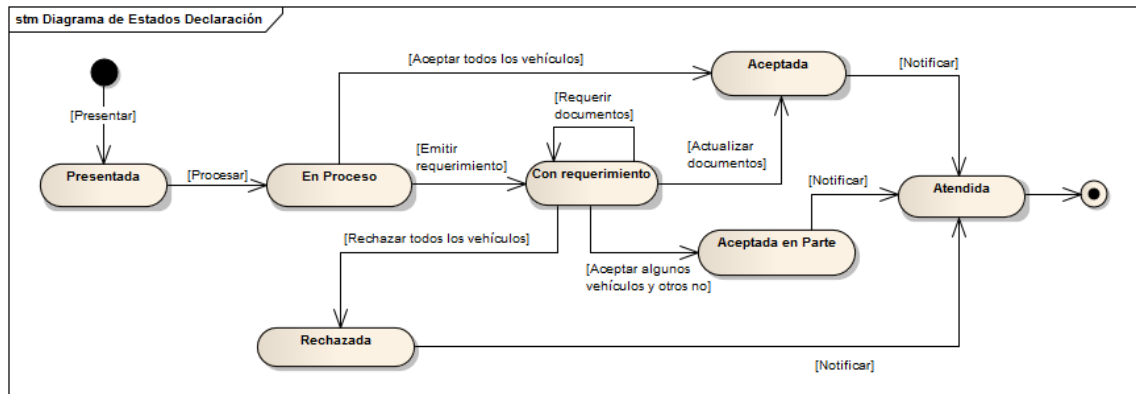 stm Diagrama de Estados Declaración
[Presentar]
Presentada
[Procesar]
En Proceso
[Aceptar todos los vehículos]
[Emitir
requerimiento]
[Requerir
documentos]
Con requerimiento
[Actualizar
documentos]
Aceptada
[Notificar]
[Rechazar todos los vehículos]
[Aceptar algunos
vehículos y otros no]
Aceptada en Parte
[Notificar]
Atendida
Rechazada
[Notificar]